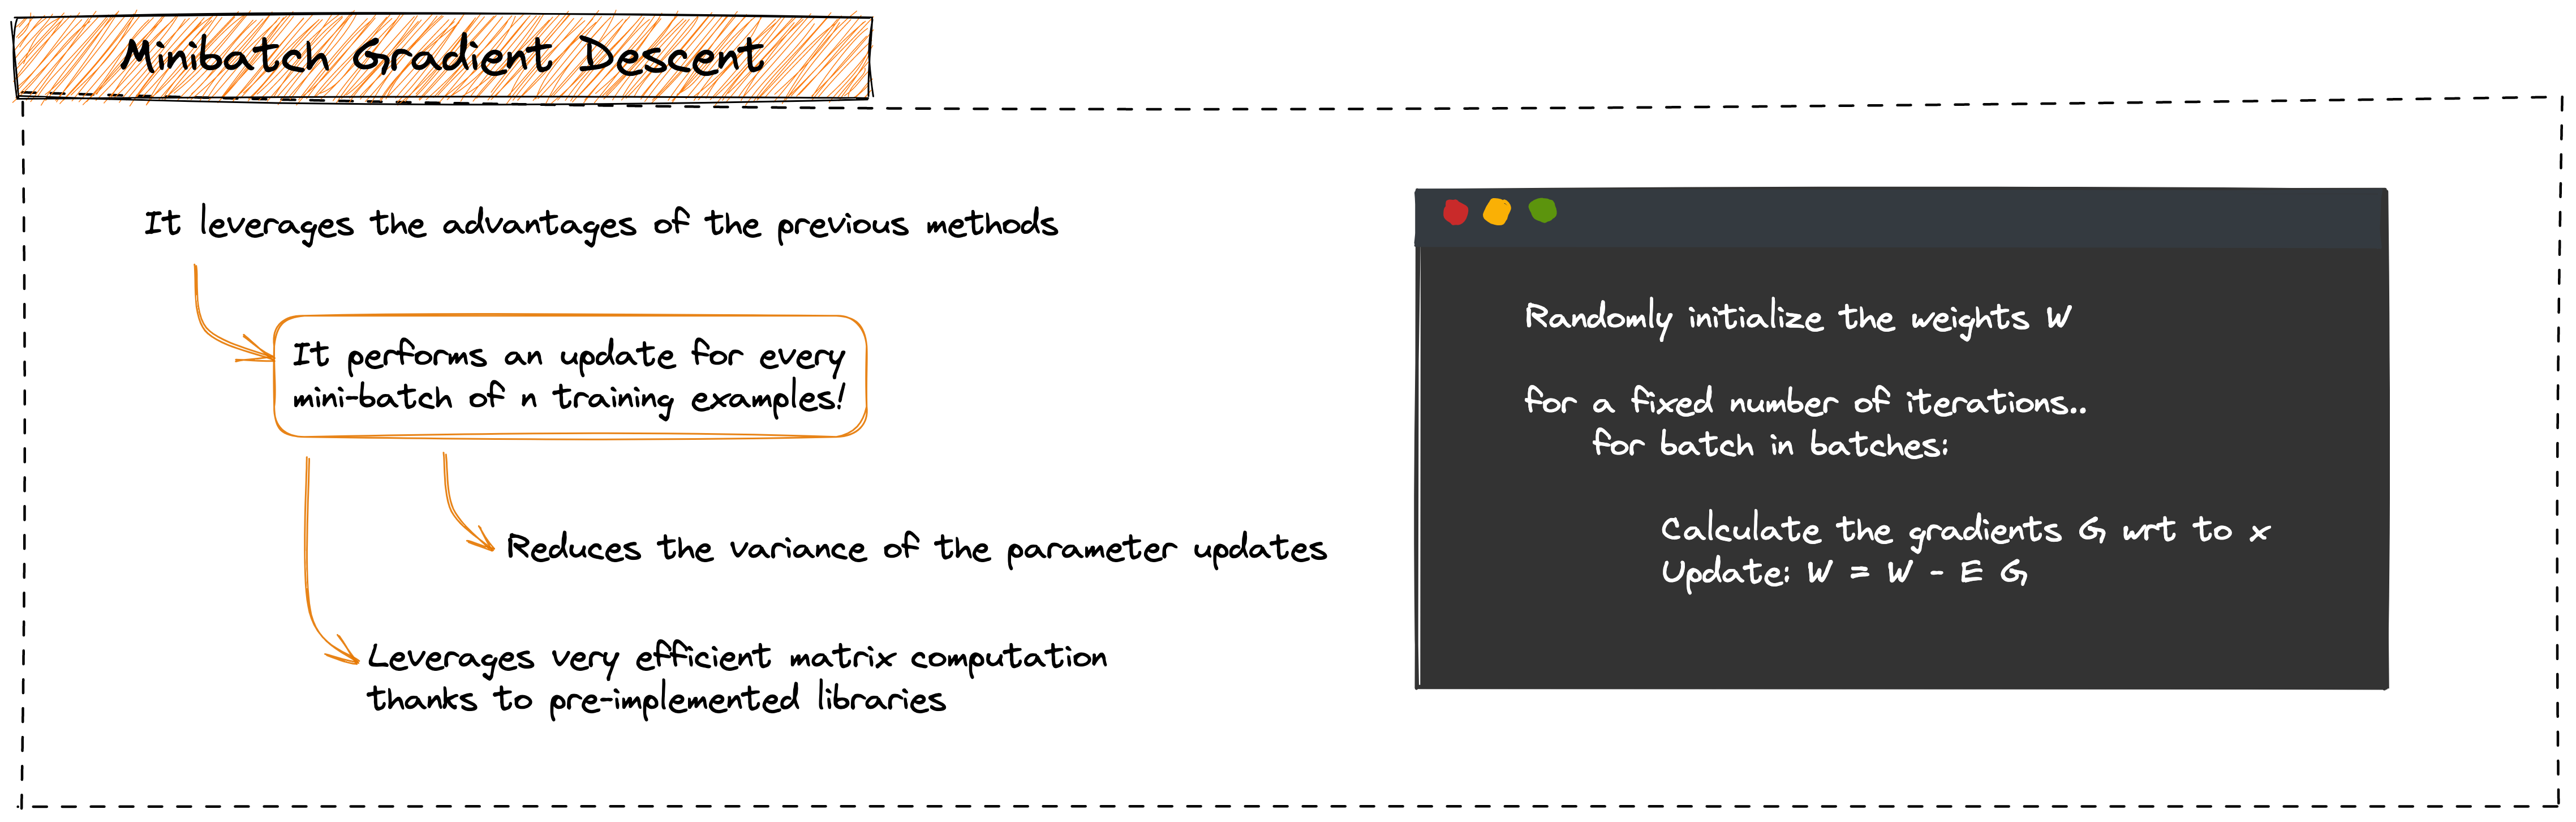 Minibatch Gradient Descent
It leverages the advantages of the previous methods
It performs an update for every
mini-batch of n training examples!
Reduces the variance of the parameter updates
Leverages very efficient matrix computation
thanks to pre-implemented libraries
Randomly initialize the weights W
for a fixed number of iterations..
for batch in batches:
Calculate the gradients G wrt to x
Update: W = W - E G